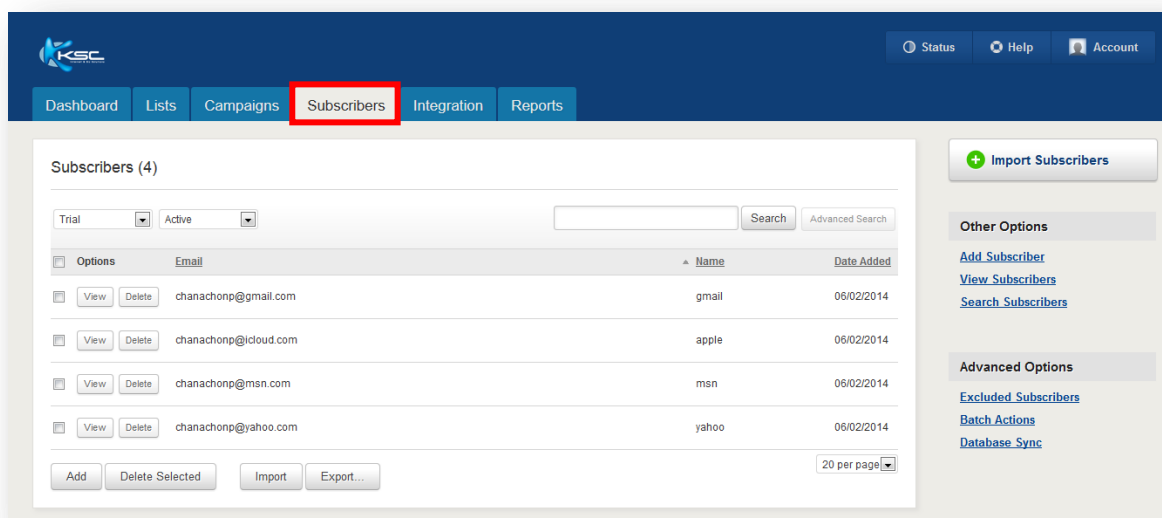 KSC
Status Help Account
Dashboard Lists Campaigns Subscribers Integration Reports
Subscribers (4)
Import Subscribers
Trial Active Search Advanced Search
Other Options
Options Email Name Date Added
Add Subscriber
View Subscribers
View Delete chanachonp@gmail.com gmail 06/02/2014
Search Subscribers
View Delete chanachonp@icloud.com apple 06/02/2014
Advanced Options
View Delete chanachonp@msn.com msn 06/02/2014
Excluded Subscribers
Batch Actions
View Delete chanachonp@yahoo.com yahoo 06/02/2014
Database Sync
20 per page
Add Delete Selected Import Export...